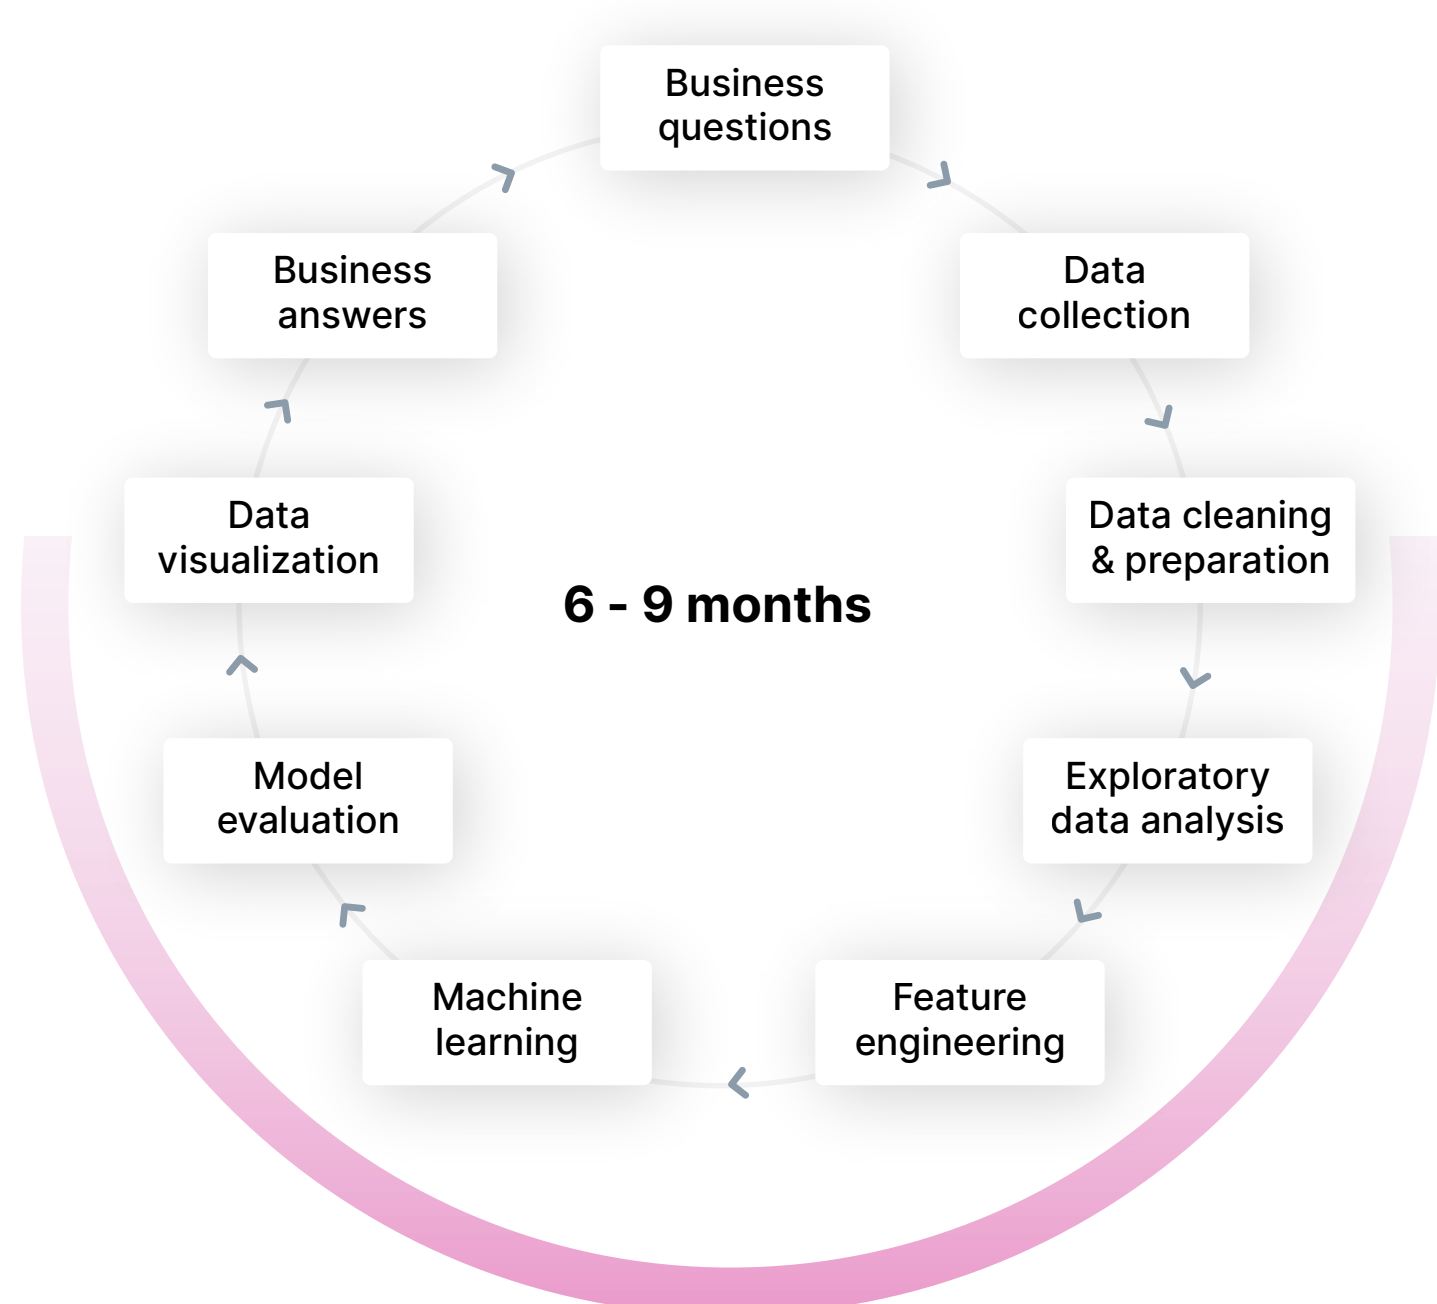 Business
questions
Data
collection
Data cleaning
& preparation
Exploratory
data analysis
Feature
engineering
Machine
learning
Model
evaluation
Data
visualization
Business
answers
6 - 9 months